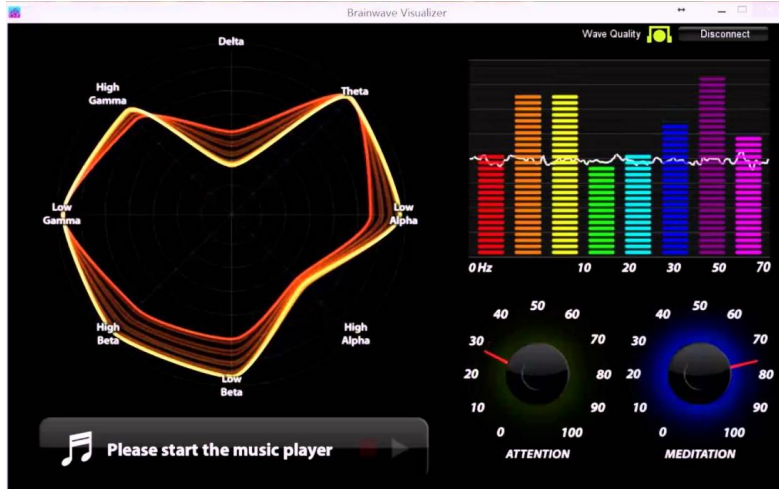 Brainwave Visualizer
Wave Quality
Disconnect
Delta
High
Gamma
Theta
Low
Gamma
Low
Alpha
High
Beta
High
Alpha
Low
Beta
0 Hz 10 20 30 50 70
50
40 60
30 70
20 80
10 90
0 100
ATTENTION
50
40 60
30 70
20 80
10 90
0 100
MEDITATION
Please start the music player